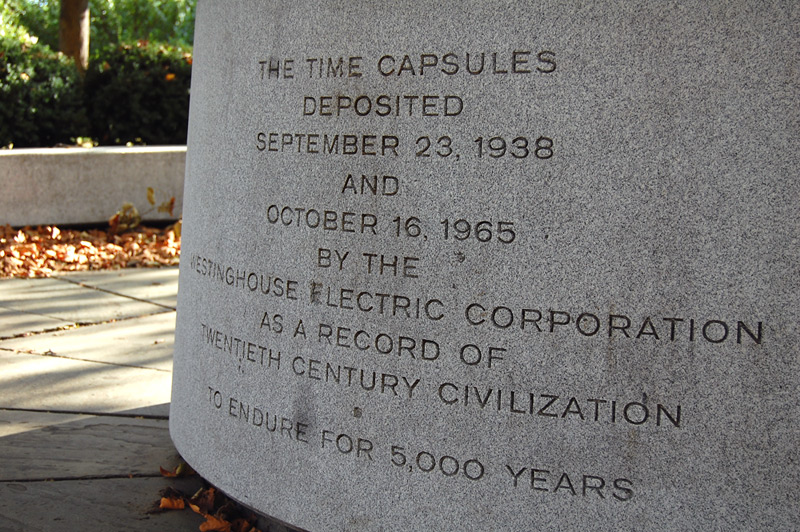 THE TIME CAPSULES
DEPOSITED
SEPTEMBER 23, 1938
AND
OCTOBER 16, 1965
BY THE
WESTINGHOUSE ELECTRIC CORPORATION
AS A RECORD OF
TWENTIETH CENTURY CIVILIZATION
TO ENDURE FOR 5,000 YEARS